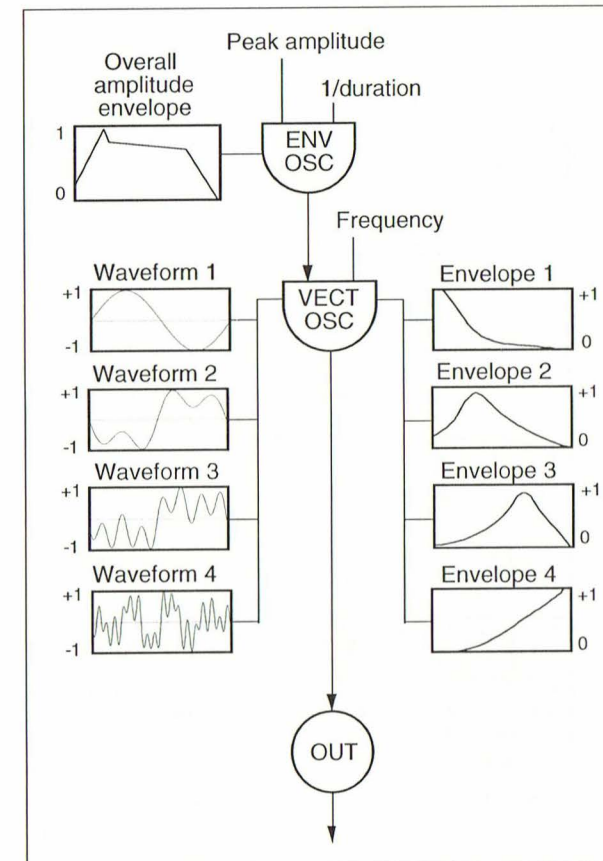 Peak amplitude
Overall
amplitude
envelope
1/duration
1
0
ENV
OSC
Frequency
Waveform 1
+1
-1
VECT
OSC
Envelope 1
+1
0
Waveform 2
+1
-1
Envelope 2
+1
0
Waveform 3
+1
-1
Envelope 3
+1
0
Waveform 4
+1
-1
Envelope 4
+1
0
OUT